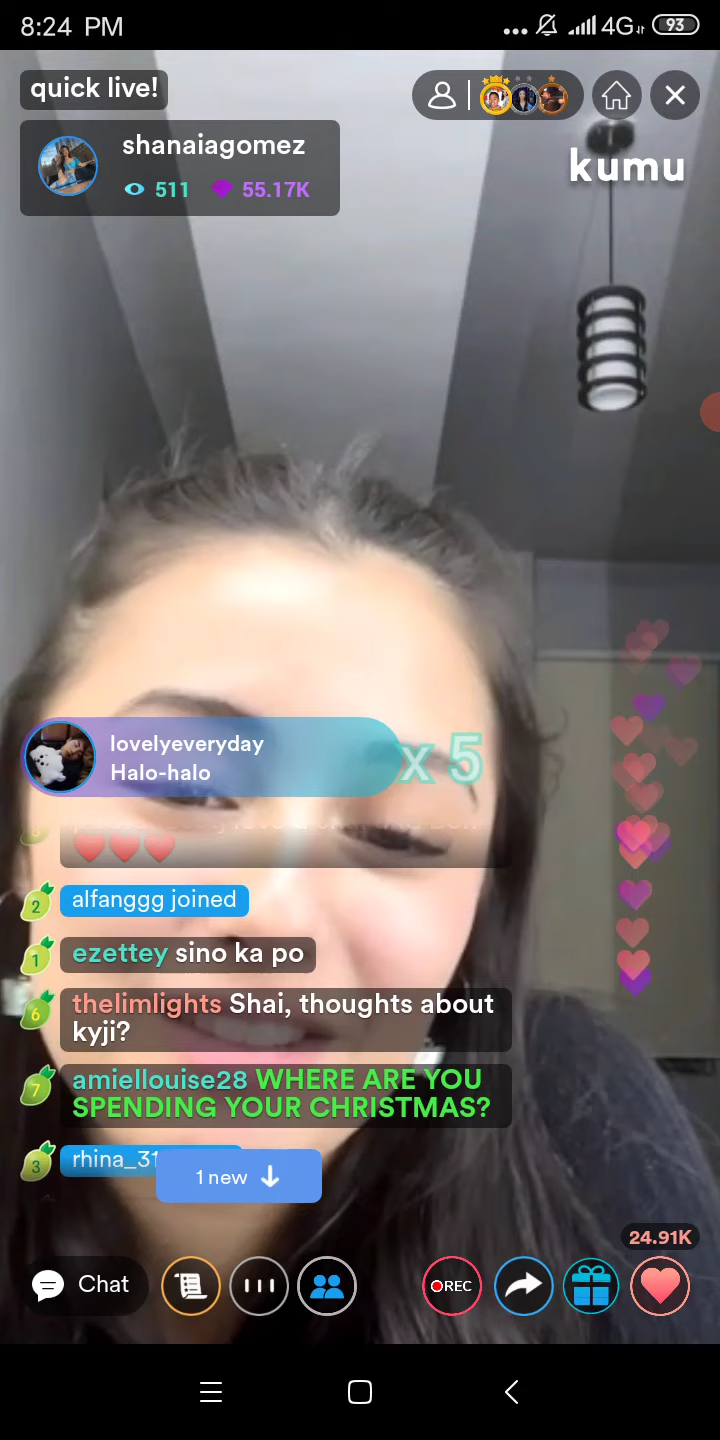 8:24 PM
4G
93
quick live!
shanaiagomez
511
55.17K
kumu
lovelyeveryday
Halo-halo
x 5
2
alfanggg joined
1
ezettey sino ka po
6
thelimlights Shai, thoughts about
kyji?
7
amiellouise28 WHERE ARE YOU
SPENDING YOUR CHRISTMAS?
3
rhina_31
1 new
24.91K
Chat
REC